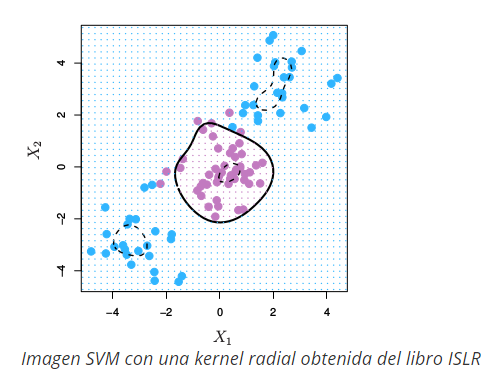 4
2
0
−2
−4
X2
−4 −2 0 2 4
X1
Imagen SVM con una kernel radial obtenida del libro ISLR